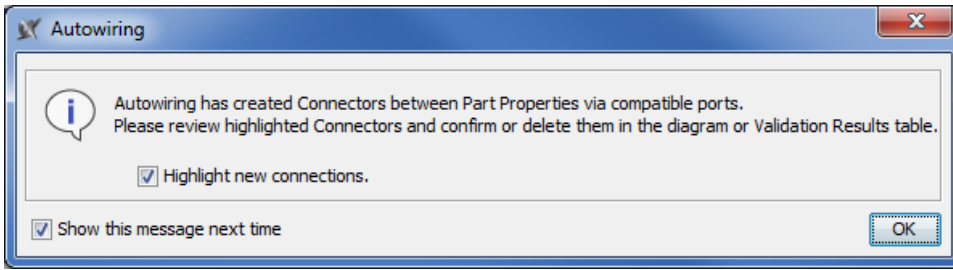 Autowiring
Autowiring has created Connectors between Part Properties via compatible ports.
Please review highlighted Connectors and confirm or delete them in the diagram or Validation Results table.
Highlight new connections.
Show this message next time
OK